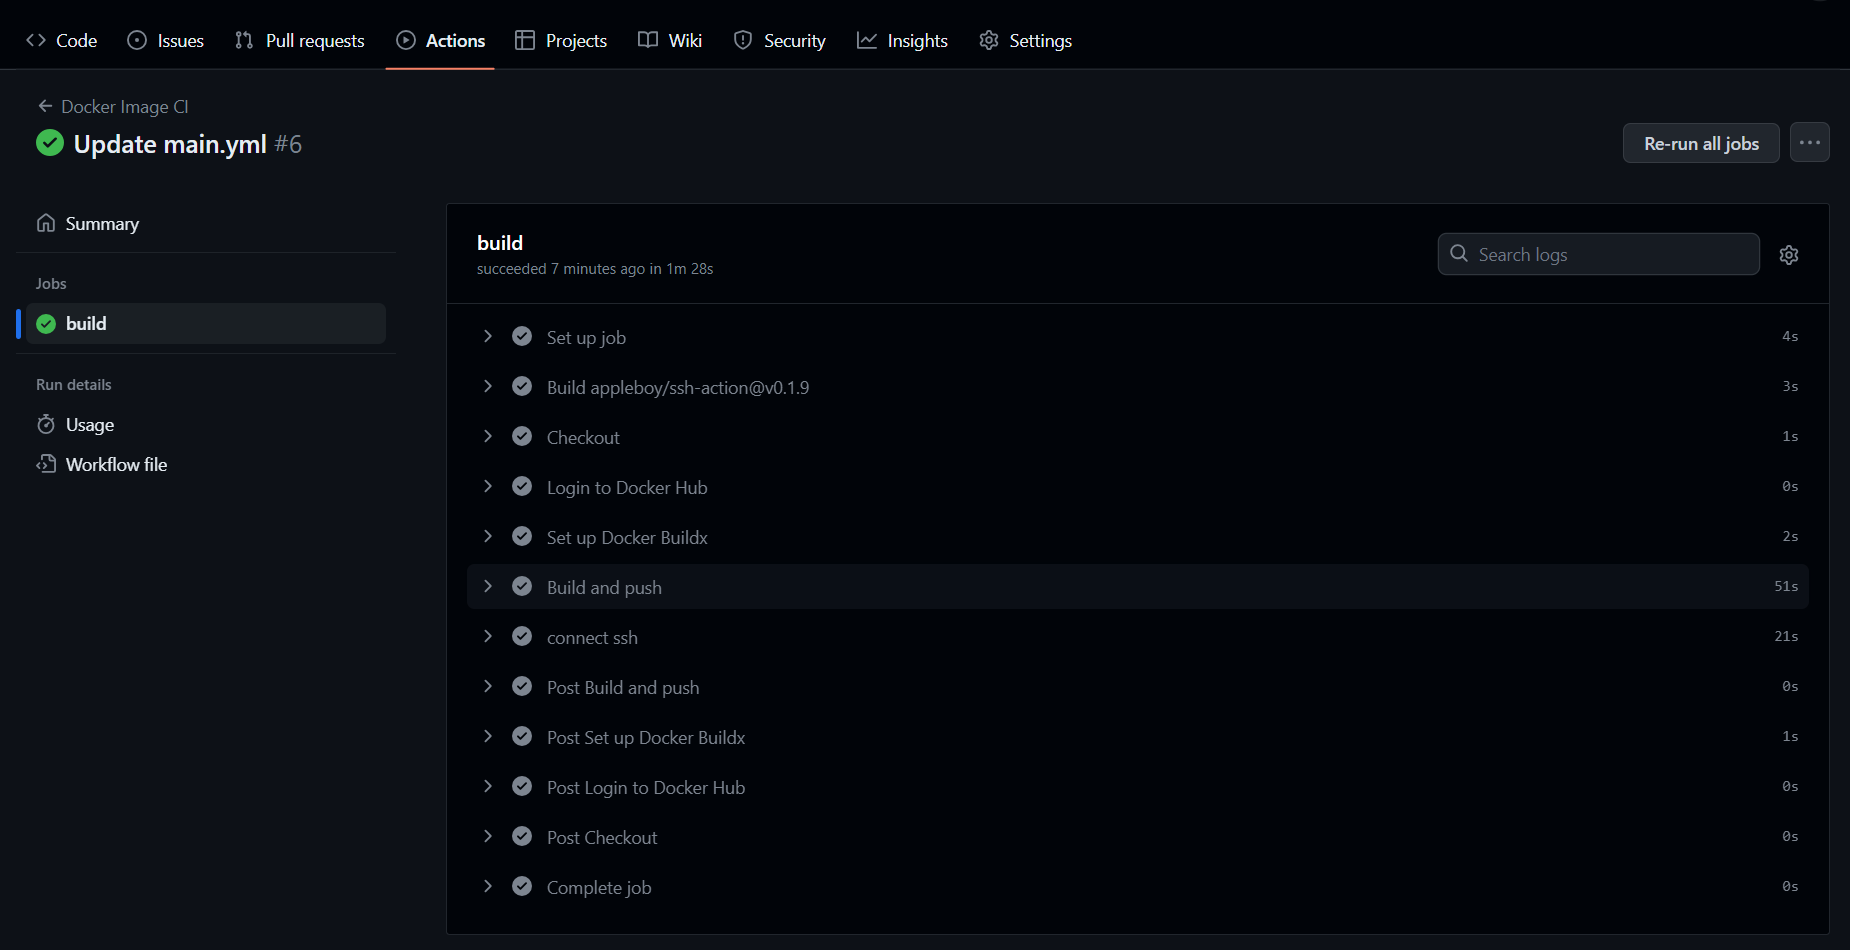 Code Issues Pull requests Actions Projects Wiki Security Insights Settings
Docker Image CI
Update main.yml #6
Re-run all jobs
Summary
Jobs
build
Run details
Usage
Workflow file
build
succeeded 7 minutes ago in 1m 28s
Search logs
Set up job 4s
Build appleboy/ssh-action@v0.1.9 3s
Checkout 1s
Login to Docker Hub 0s
Set up Docker Buildx 2s
Build and push 51s
connect ssh 21s
Post Build and push 0s
Post Set up Docker Buildx 1s
Post Login to Docker Hub 0s
Post Checkout 0s
Complete job 0s